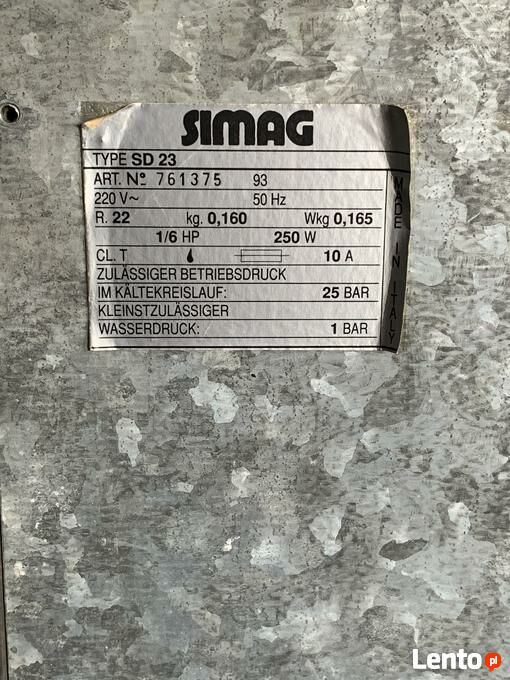 SIMAG
TYPE SD 23
ART. Nº 761375 93
220 V~ 50 Hz
R. 22 kg. 0,160 Wkg 0,165
1/6 HP 250 W
CL. T 10 A
ZULÄSSIGER BETRIEBSDRUCK
IM KÄLTEKREISLAUF: 25 BAR
KLEINSTZULÄSSIGER
WASSERDRUCK: 1 BAR
MADE IN ITALY
Lento pl